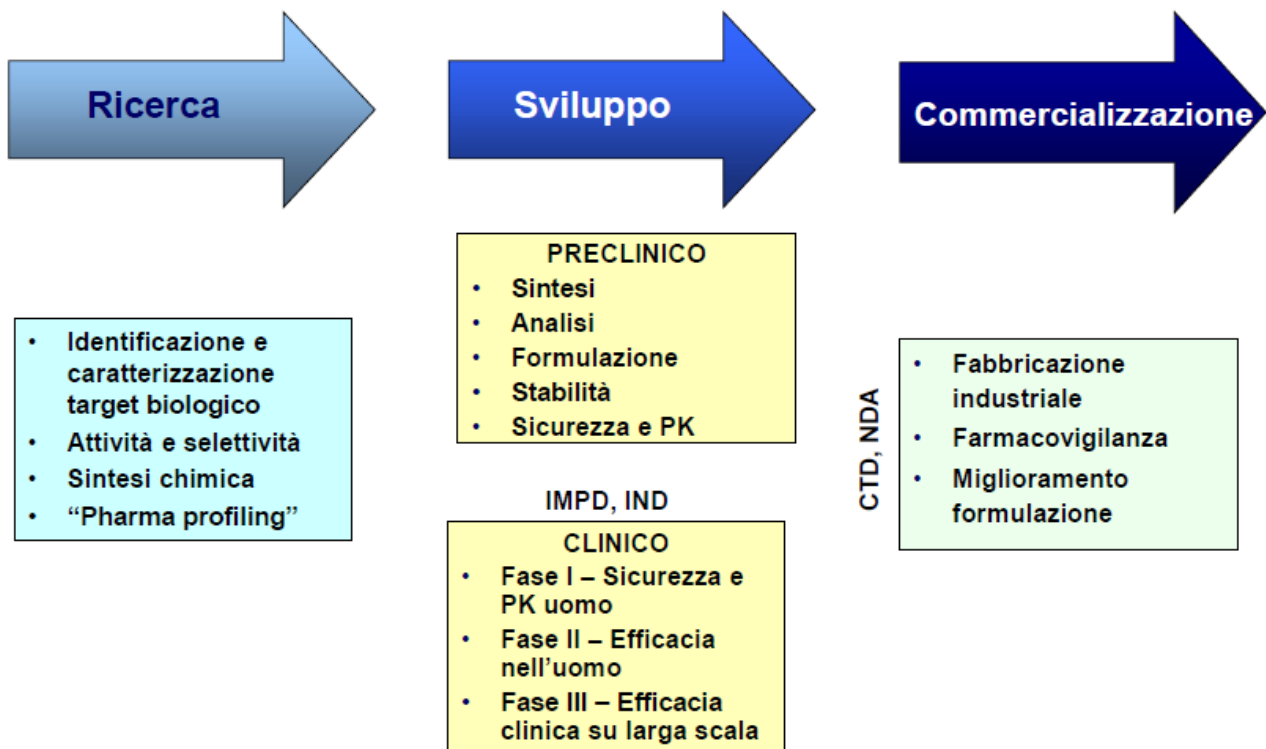 Ricerca
Sviluppo
Commercializzazione
• Identificazione e
caratterizzazione
target biologico
• Attività e selettività
• Sintesi chimica
• “Pharma profiling”
PRECLINICO
• Sintesi
• Analisi
• Formulazione
• Stabilità
• Sicurezza e PK
IMPD, IND
CLINICO
• Fase I – Sicurezza e
PK uomo
• Fase II – Efficacia
nell’uomo
• Fase III – Efficacia
clinica su larga scala
CTD, NDA
• Fabbricazione
industriale
• Farmacovigilanza
• Miglioramento
formulazione